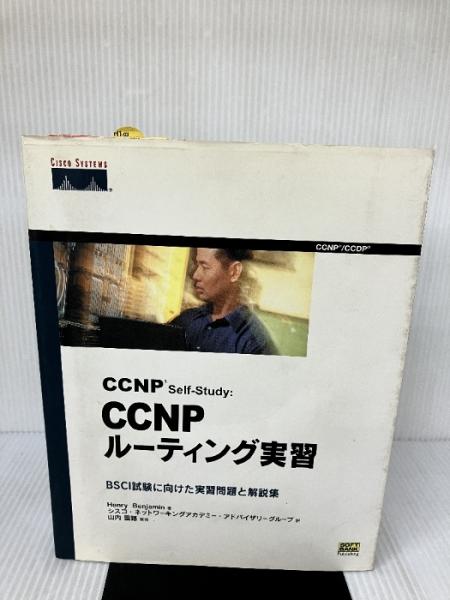 CISCO SYSTEMS
CCNP®/CCDP®
CCNP® Self-Study:
CCNP
ルーティング実習
BSCI試験に向けた実習問題と解説集
Henry Benjamin 著
シスコ・ネットワーキングアカデミー・アドバイザリーグループ 訳
山内 監修
SOFT
BANK
Publishing